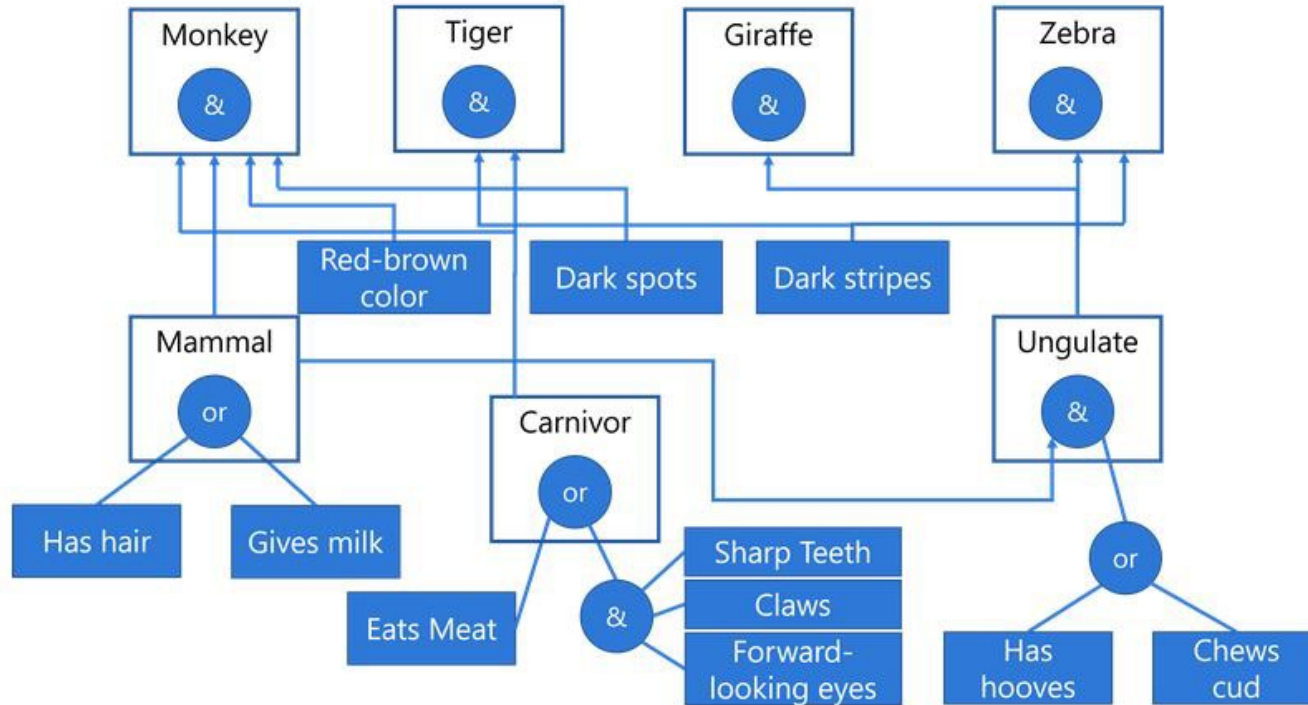 Monkey
&
Tiger
&
Giraffe
&
Zebra
&
Red-brown
color
Dark spots
Dark stripes
Mammal
or
Has hair
Gives milk
Carnivor
or
Eats Meat
&
Sharp Teeth
Claws
Forward-
looking eyes
Ungulate
&
or
Has
hooves
Chews
cud